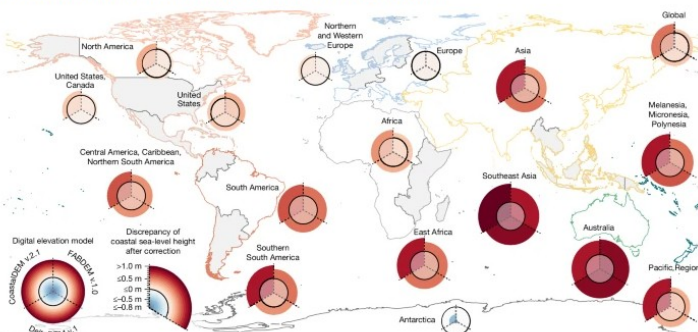 North America
Northern
and Western
Europe
Europe
Asia
Global
United States,
Canada
United
States
Africa
Melanesia,
Micronesia,
Polynesia
Central America, Caribbean,
Northern South America
South America
Southeast Asia
Digital elevation model
CoastalDEM v.2.1
FABDEM v.1.0
Discrepancy of
coastal sea-level height
after correction
>1.0 m
≤0.5 m
≤0 m
≤−0.5 m
≤−0.8 m
Southern
South America
East Africa
Australia
Pacific Region
Antarctica